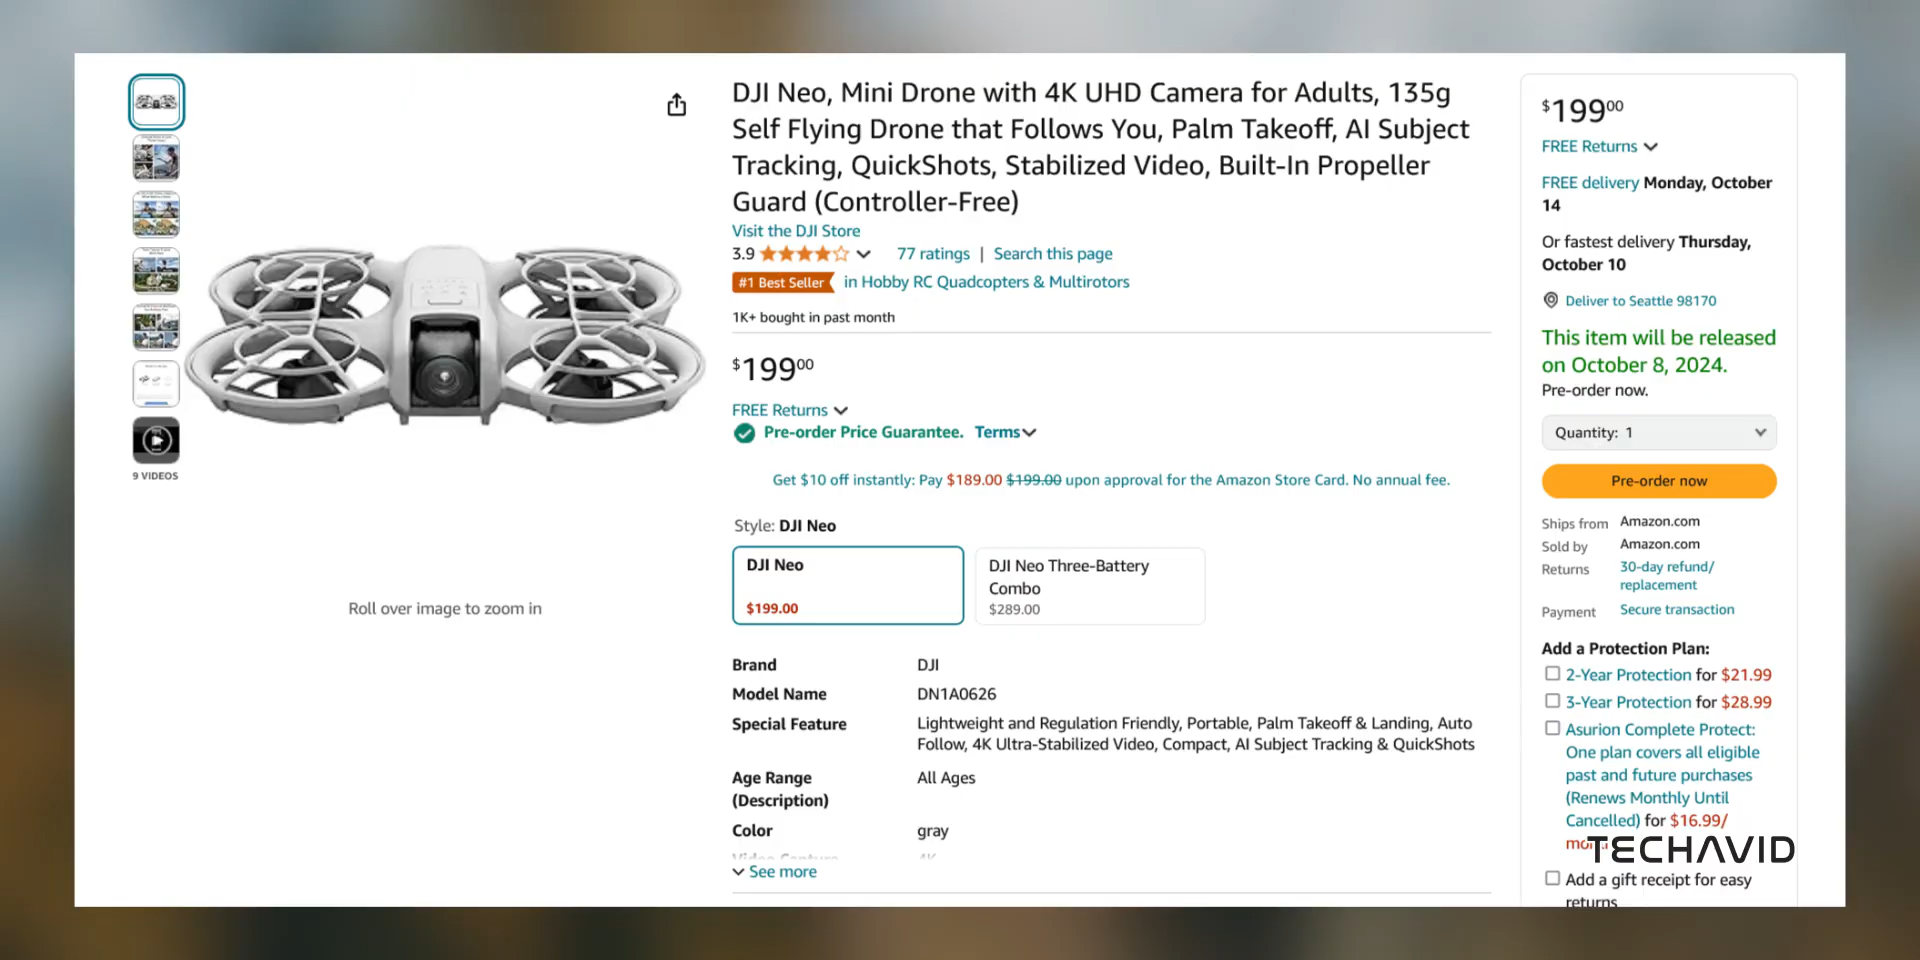 9 VIDEOS
Roll over image to zoom in
DJI Neo, Mini Drone with 4K UHD Camera for Adults, 135g
Self Flying Drone that Follows You, Palm Takeoff, AI Subject
Tracking, QuickShots, Stabilized Video, Built-In Propeller
Guard (Controller-Free)
Visit the DJI Store
3.9 77 ratings | Search this page
#1 Best Seller in Hobby RC Quadcopters & Multirotors
1K+ bought in past month
$19900
FREE Returns
Pre-order Price Guarantee. Terms
Get $10 off instantly: Pay $189.00 $199.00 upon approval for the Amazon Store Card. No annual fee.
Style: DJI Neo
DJI Neo
$199.00
DJI Neo Three-Battery
Combo
$289.00
Brand DJI
Model Name DN1A0626
Special Feature Lightweight and Regulation Friendly, Portable, Palm Takeoff & Landing, Auto
Follow, 4K Ultra-Stabilized Video, Compact, AI Subject Tracking & QuickShots
Age Range All Ages
(Description)
Color gray
Video Capture 4K
See more
$19900
FREE Returns
FREE delivery Monday, October
14
Or fastest delivery Thursday,
October 10
Deliver to Seattle 98170
This item will be released
on October 8, 2024.
Pre-order now.
Quantity: 1
Pre-order now
Ships from Amazon.com
Sold by Amazon.com
Returns 30-day refund/
replacement
Payment Secure transaction
Add a Protection Plan:
2-Year Protection for $21.99
3-Year Protection for $28.99
Asurion Complete Protect:
One plan covers all eligible
past and future purchases
(Renews Monthly Until
Cancelled) for $16.99/
TECHAVID
Add a gift receipt for easy
returns